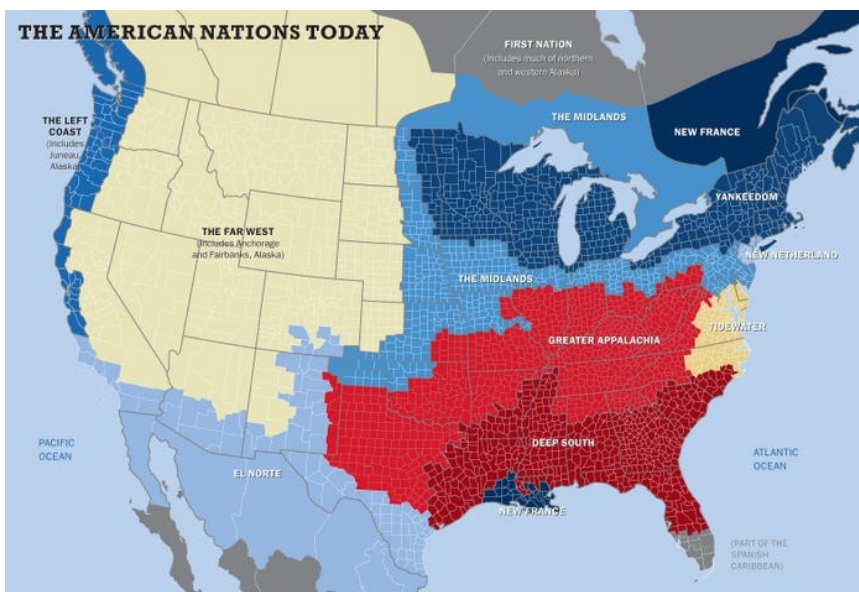 THE AMERICAN NATIONS TODAY
FIRST NATION
(Includes much of northern
and western Alaska)
THE LEFT
COAST
(Includes
Juneau,
Alaska)
THE MIDLANDS
NEW FRANCE
YANKEEDOM
THE FAR WEST
(Includes Anchorage
and Fairbanks, Alaska)
NEW NETHERLAND
THE MIDLANDS
TIDEWATER
GREATER APPALACHIA
PACIFIC
OCEAN
DEEP SOUTH
ATLANTIC
OCEAN
EL NORTE
NEW FRANCE
(PART OF THE
SPANISH
CARIBBEAN)